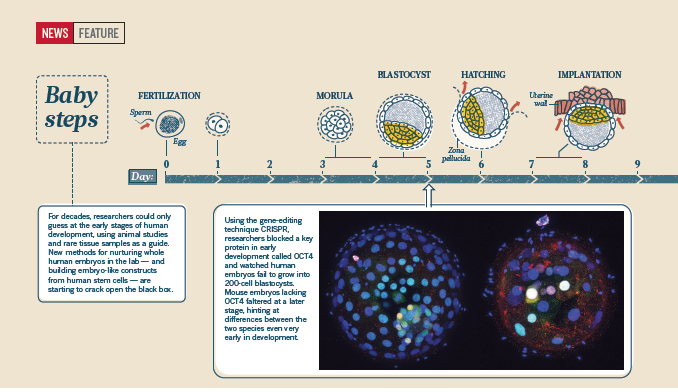 NEWS FEATURE
Baby
steps
FERTILIZATION
Sperm
Egg
MORULA
BLASTOCYST
HATCHING
Zona
pellucida
IMPLANTATION
Uterine
wall
Day:
0 1 2 3 4 5 6 7 8 9
For decades, researchers could only
guess at the early stages of human
development, using animal studies
and rare tissue samples as a guide.
New methods for nurturing whole
human embryos in the lab — and
building embryo-like constructs
from human stem cells — are
starting to crack open the black box.
Using the gene-editing
technique CRISPR,
researchers blocked a key
protein in early
development called OCT4
and watched human
embryos fail to grow into
200-cell blastocysts.
Mouse embryos lacking
OCT4 faltered at a later
stage, hinting at
differences between the
two species even very
early in development.